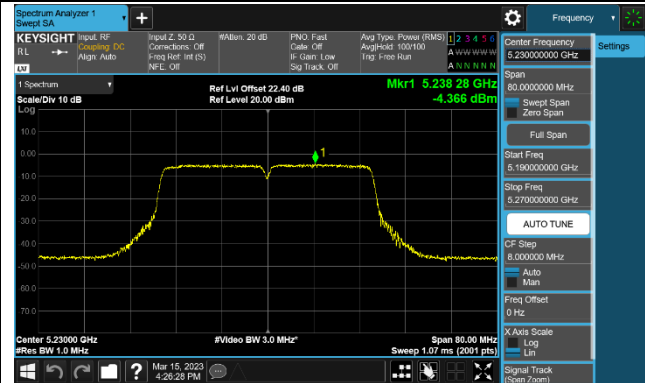 Spectrum Analyzer 1
Swept SA
+
Frequency
KEYSIGHT
RL
LXI
Input: RF
Coupling: DC
Align: Auto
Input Z: 50 Ω
Corrections: Off
Freq Ref: Int (S)
NFE: Off
#Atten: 20 dB
PNO: Fast
Gate: Off
IF Gain: Low
Sig Track: Off
Avg Type: Power (RMS)
Avg|Hold: 100/100
Trig: Free Run
1 2 3 4 5 6
A W W W W W
A N N N N N
Settings
1 Spectrum
Scale/Div 10 dB
Log
Ref Lvl Offset 22.40 dB
Ref Level 20.00 dBm
Mkr1 5.238 28 GHz
-4.366 dBm
1
10.0
0.00
-10.0
-20.0
-30.0
-40.0
-50.0
-60.0
-70.0
Center 5.23000 GHz
#Res BW 1.0 MHz
#Video BW 3.0 MHz*
Span 80.00 MHz
Sweep 1.07 ms (2001 pts)
Center Frequency
5.230000000 GHz
Span
80.0000000 MHz
Swept Span
Zero Span
Full Span
Start Freq
5.190000000 GHz
Stop Freq
5.270000000 GHz
AUTO TUNE
CF Step
8.000000 MHz
Auto
Man
Freq Offset
0 Hz
X Axis Scale
Log
Lin
Signal Track
(Span Zoom)
?
Mar 15, 2023
4:26:28 PM